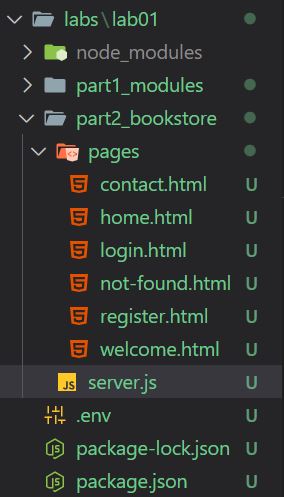 labs\lab01
node_modules
part1_modules
part2_bookstore
pages
contact.html U
home.html U
login.html U
not-found.html U
register.html U
welcome.html U
JS server.js U
.env U
package-lock.json U
package.json U